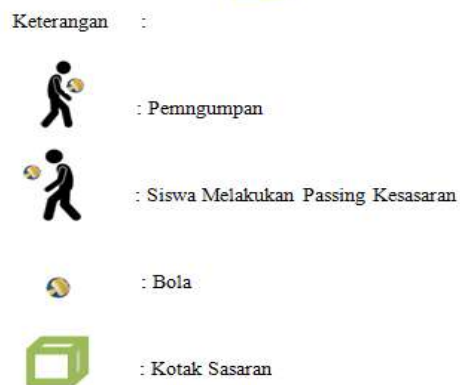 Keterangan :
: Pemngumpan
: Siswa Melakukan Passing Kesasaran
: Bola
: Kotak Sasaran